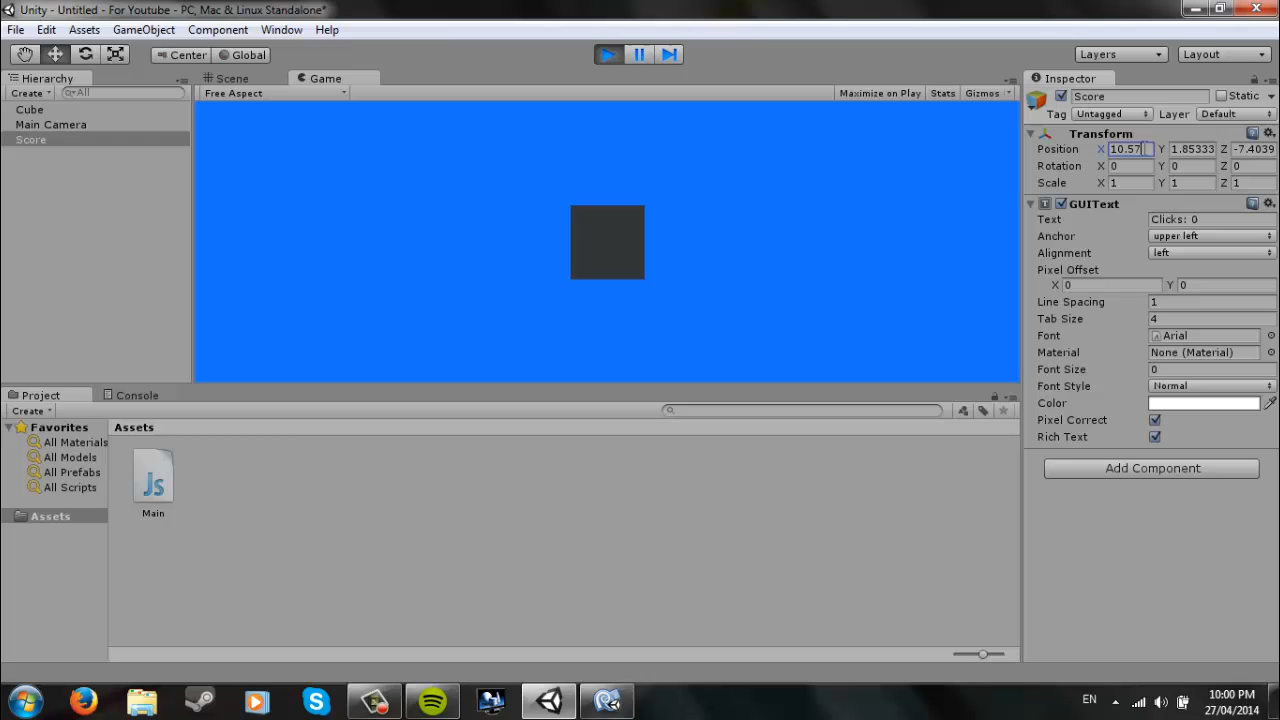 Unity - Untitled - For Youtube - PC, Mac & Linux Standalone*
File Edit Assets GameObject Component Window Help
Center Global Layers Layout
Hierarchy
Create All
Cube
Main Camera
Score
Scene Game
Free Aspect Maximize on Play Stats Gizmos
Inspector
Score Static
Tag Untagged Layer Default
Transform
Position X 10.57 Y 1.85333 Z -7.4039
Rotation X 0 Y 0 Z 0
Scale X 1 Y 1 Z 1
GUIText
Text Clicks: 0
Anchor upper left
Alignment left
Pixel Offset
X 0 Y 0
Line Spacing 1
Tab Size 4
Font Arial
Material None (Material)
Font Size 0
Font Style Normal
Color
Pixel Correct
Rich Text
Add Component
Project Console
Create
Favorites
All Materials
All Models
All Prefabs
All Scripts
Assets
Assets
Js
Main
EN
10:00 PM
27/04/2014